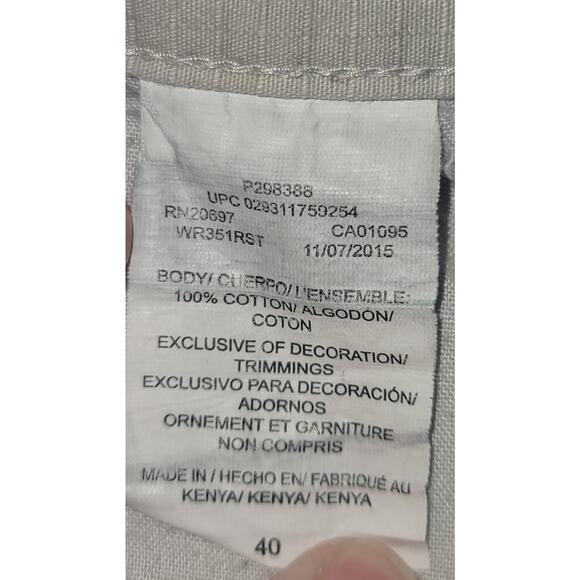 P298388
UPC 029311759254
RN20697 CA01095
WR351RST 11/07/2015
BODY/ CUERPO/ L'ENSEMBLE:
100% COTTON/ ALGODÓN/
COTON
EXCLUSIVE OF DECORATION/
TRIMMINGS
EXCLUSIVO PARA DECORACIÓN/
ADORNOS
ORNEMENT ET GARNITURE
NON COMPRIS
MADE IN / HECHO EN/ FABRIQUÉ AU
KENYA/ KENYA/ KENYA
40